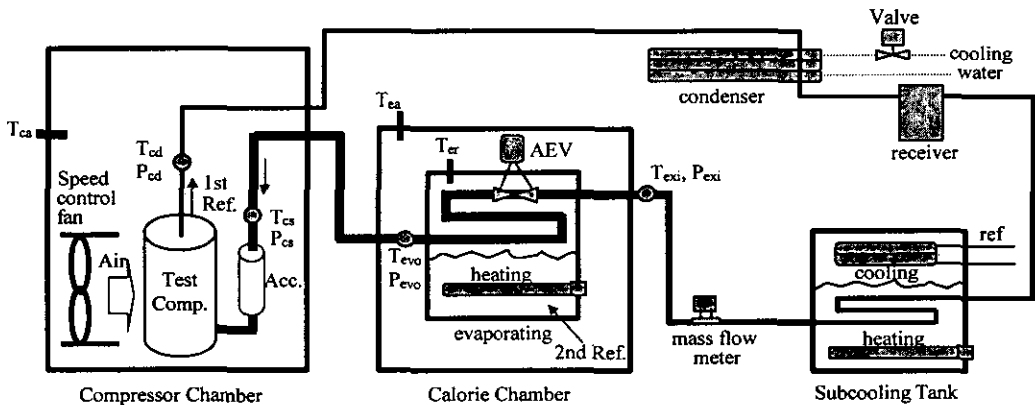 Valve
cooling
water
condenser
receiver
T_ca
T_ea
T_er
AEV
T_exi, P_exi
T_cd
P_cd
1st
Ref.
Speed
control
fan
Air
Test
Comp.
T_cs
P_cs
Acc.
T_evo
P_evo
heating
evaporating
2nd Ref.
mass flow
meter
ref
cooling
heating
Compressor Chamber
Calorie Chamber
Subcooling Tank